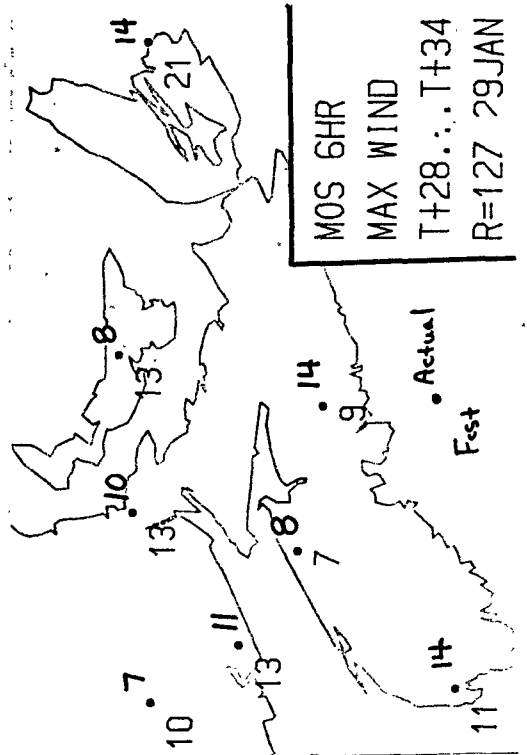 14
21
8
13
10
13
11
13
7
10
8
7
14
9
14
11
Actual
Fcst
MOS 6HR
MAX WIND
T+28...T+34
R=127 29JAN